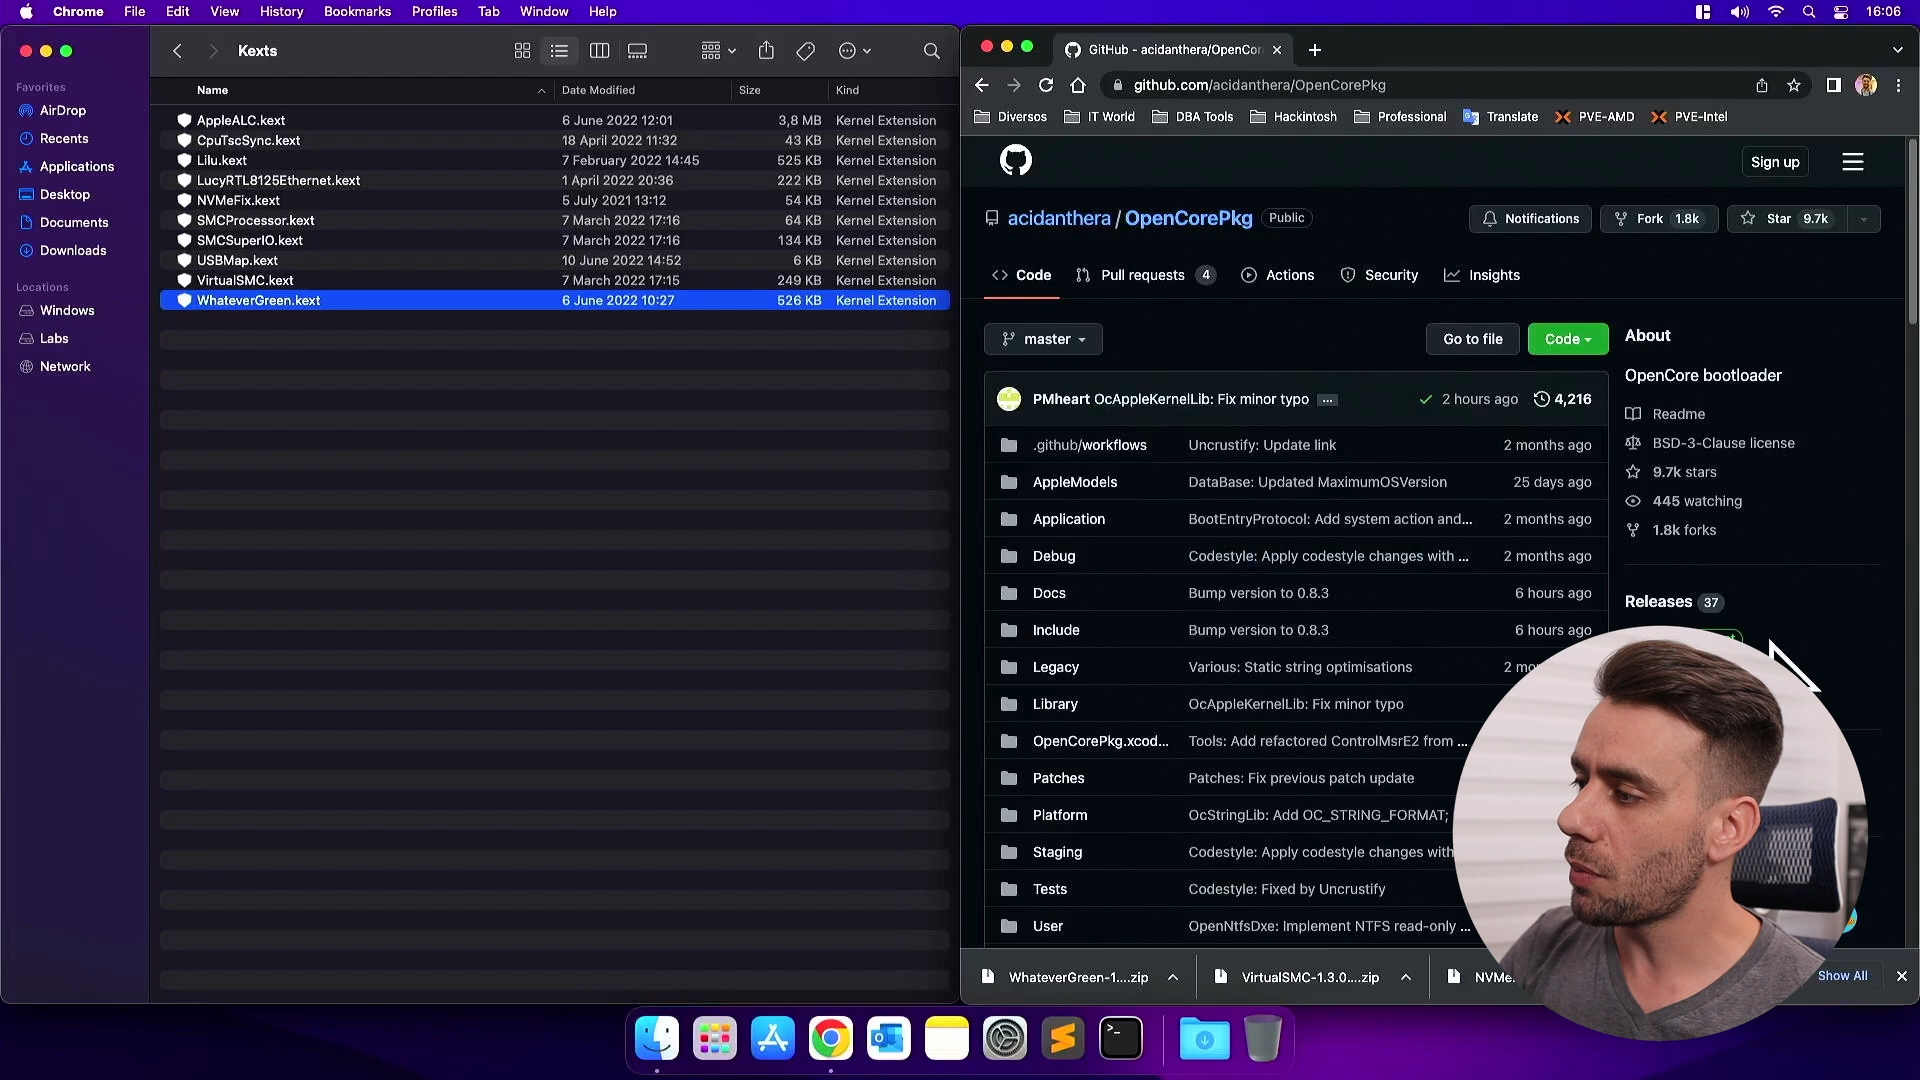 Chrome File Edit View History Bookmarks Profiles Tab Window Help 16:06
Kexts
Favorites
AirDrop
Recents
Applications
Desktop
Documents
Downloads
Locations
Windows
Labs
Network
Name Date Modified Size Kind
AppleALC.kext 6 June 2022 12:01 3,8 MB Kernel Extension
CpuTscSync.kext 18 April 2022 11:32 43 KB Kernel Extension
Lilu.kext 7 February 2022 14:45 525 KB Kernel Extension
LucyRTL8125Ethernet.kext 1 April 2022 20:36 222 KB Kernel Extension
NVMeFix.kext 5 July 2021 13:12 54 KB Kernel Extension
SMCProcessor.kext 7 March 2022 17:16 64 KB Kernel Extension
SMCSuperIO.kext 7 March 2022 17:16 134 KB Kernel Extension
USBMap.kext 10 June 2022 14:52 6 KB Kernel Extension
VirtualSMC.kext 7 March 2022 17:15 249 KB Kernel Extension
WhateverGreen.kext 6 June 2022 10:27 526 KB Kernel Extension
GitHub - acidanthera/OpenCor
github.com/acidanthera/OpenCorePkg
Diversos IT World DBA Tools Hackintosh Professional Translate PVE-AMD PVE-Intel
Sign up
acidanthera / OpenCorePkg Public
Notifications Fork 1.8k Star 9.7k
Code Pull requests 4 Actions Security Insights
master Go to file Code
PMheart OcAppleKernelLib: Fix minor typo ... 2 hours ago 4,216
.github/workflows Uncrustify: Update link 2 months ago
AppleModels DataBase: Updated MaximumOSVersion 25 days ago
Application BootEntryProtocol: Add system action and... 2 months ago
Debug Codestyle: Apply codestyle changes with ... 2 months ago
Docs Bump version to 0.8.3 6 hours ago
Include Bump version to 0.8.3 6 hours ago
Legacy Various: Static string optimisations 2 mo
Library OcAppleKernelLib: Fix minor typo
OpenCorePkg.xcod... Tools: Add refactored ControlMsrE2 from ...
Patches Patches: Fix previous patch update
Platform OcStringLib: Add OC_STRING_FORMAT;
Staging Codestyle: Apply codestyle changes with
Tests Codestyle: Fixed by Uncrustify
User OpenNtfsDxe: Implement NTFS read-only ...
About
OpenCore bootloader
Readme
BSD-3-Clause license
9.7k stars
445 watching
1.8k forks
Releases 37
WhateverGreen-1....zip VirtualSMC-1.3.0....zip NVMe Show All